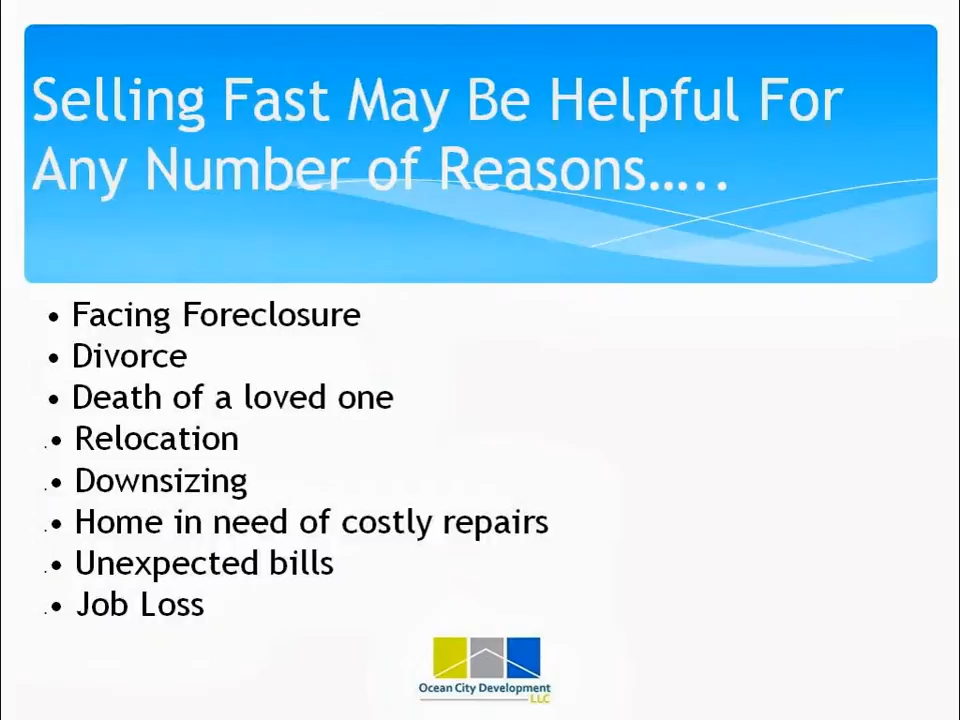 Selling Fast May Be Helpful For
Any Number of Reasons…..
• Facing Foreclosure
• Divorce
• Death of a loved one
• Relocation
• Downsizing
• Home in need of costly repairs
• Unexpected bills
• Job Loss
Ocean City Development
LLC